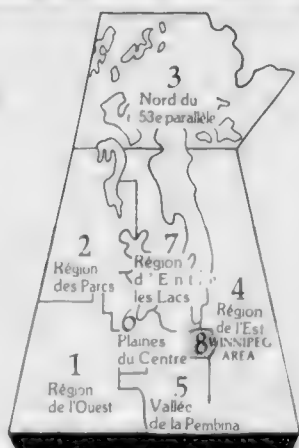 3
Nord du
53e parallèle
2
Région
des Parcs
7
Région
d'Entre
les Lacs
4
Région
de l'Est
6
Plaines
du Centre
8
WINNIPEG
AREA
1
Région
de l'Ouest
5
Vallée
de la Pembina